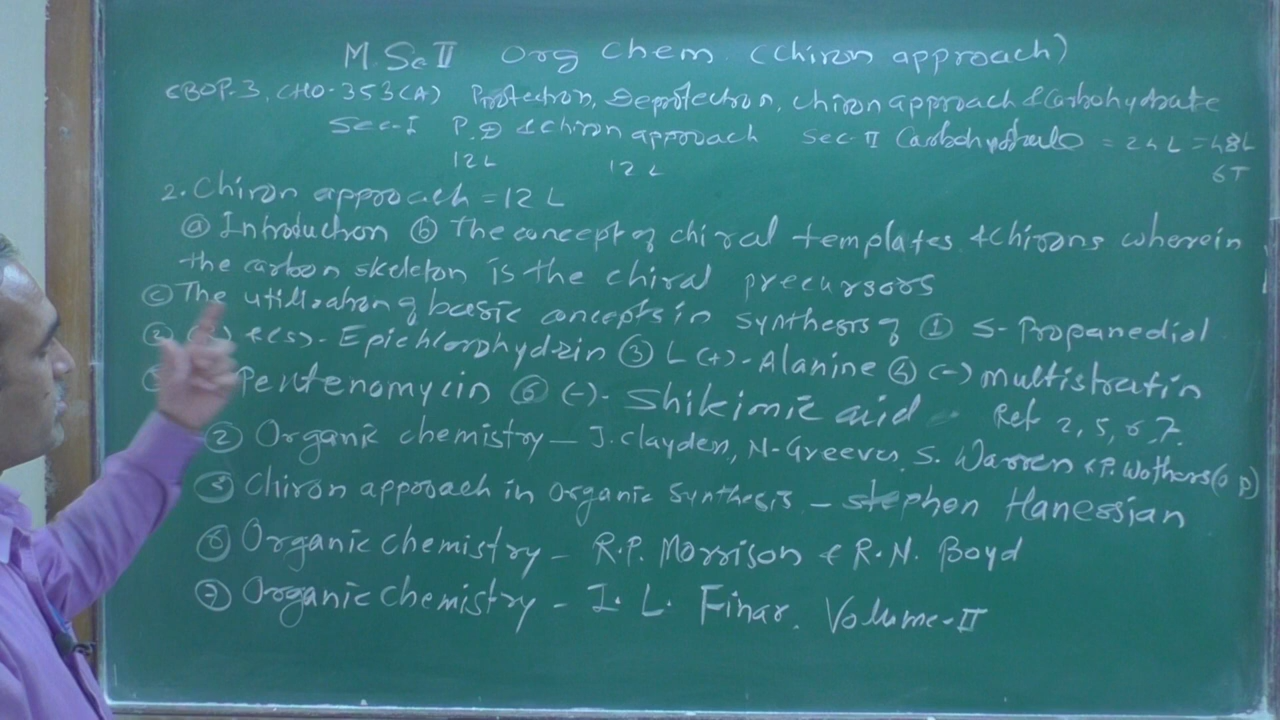 M.Sc II Org Chem (Chiron approach)
CBOP-3, CHO-353(A) Protection, Deprotection, Chiron approach & Carbohydrate
Sec-I P.D & chiron approach Sec-II Carbohydrate = 24L = 48L
12L 12L 6T
2. Chiron approach = 12 L
ⓐ Introduction ⓑ The concept of chiral templates & chirons wherein
the carbon skeleton is the chiral precursors
ⓒ The utilization of basic concepts in synthesis of ① S-Propanediol
(S)- Epichlorohydrin ③ L(+)-Alanine ④ (-) multistratin
Pentenomycin ⑥ (-)- Shikimic acid Ref 2, 5, 6, 7.
② Organic chemistry – J. Clayden, N-Greeves, S. Warren & P. Wothers (O P)
⑤ Chiron approach in organic synthesis – stephon Hanessian
⑥ Organic chemistry – R.P. Morrison & R.N. Boyd
⑦ Organic chemistry – I. L. Finar. Volume-II